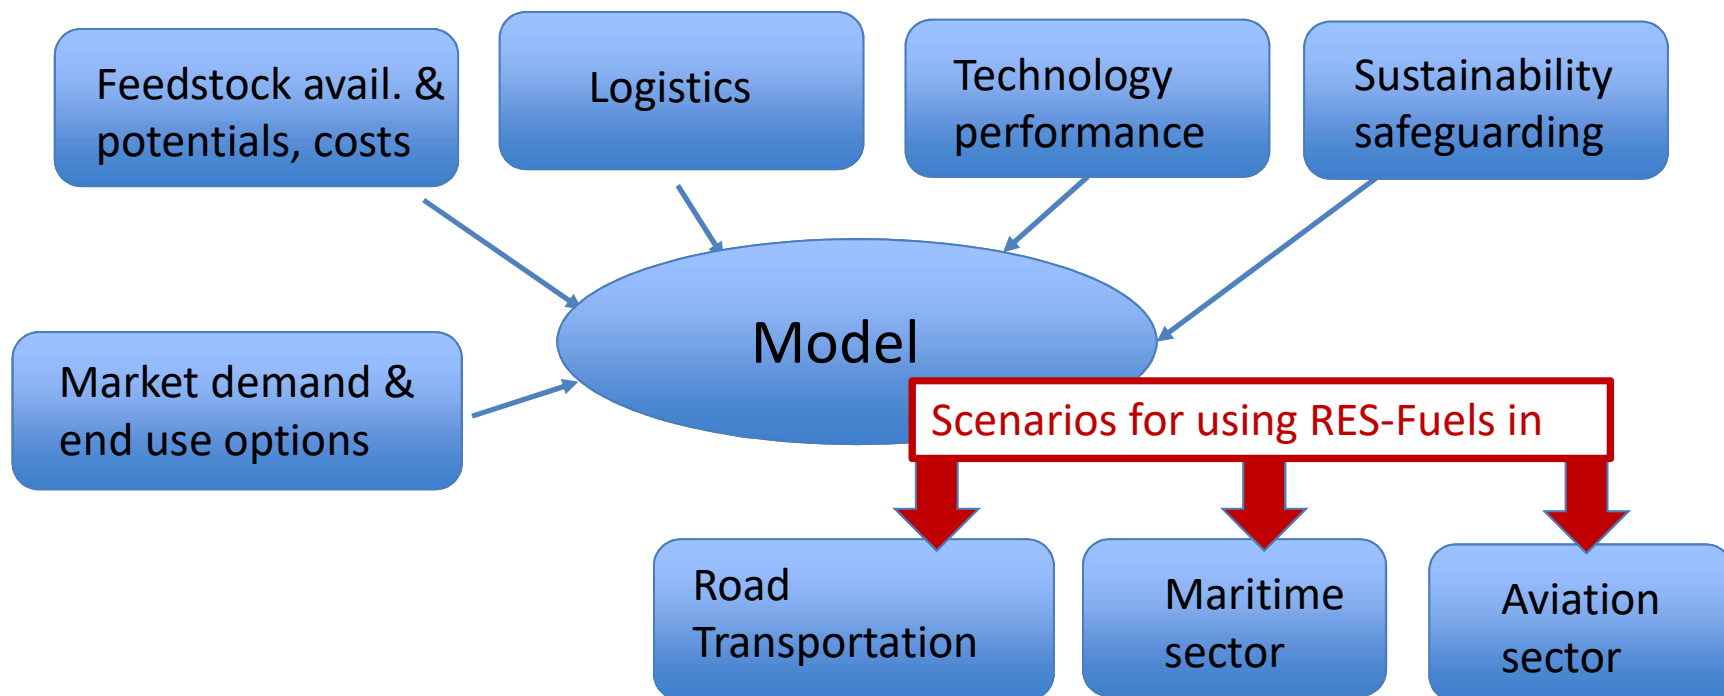 Feedstock avail. &
potentials, costs
Logistics
Technology
performance
Sustainability
safeguarding
Market demand &
end use options
Model
Scenarios for using RES-Fuels in
Road
Transportation
Maritime
sector
Aviation
sector